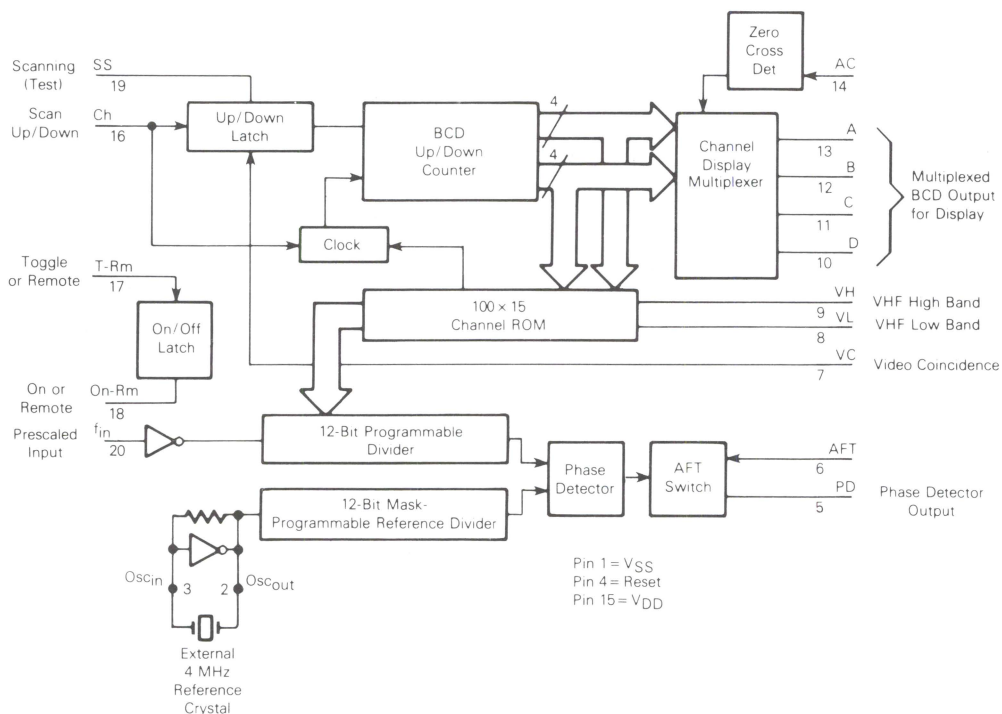 Scanning
(Test)
SS
19
Scan
Up/Down
Ch
16
Up/Down
Latch
BCD
Up/Down
Counter
4
4
Zero
Cross
Det
AC
14
Channel
Display
Multiplexer
A
13
B
12
C
11
D
10
Multiplexed
BCD Output
for Display
Clock
Toggle
or Remote
T-Rm
17
On/Off
Latch
100 × 15
Channel ROM
VH
9
VHF High Band
VL
8
VHF Low Band
VC
7
Video Coincidence
On or
Remote
On-Rm
18
Prescaled
Input
fin
20
12-Bit Programmable
Divider
Phase
Detector
AFT
Switch
AFT
6
PD
5
Phase Detector
Output
12-Bit Mask-
Programmable Reference Divider
Oscin
3
2
Oscout
External
4 MHz
Reference
Crystal
Pin 1 = VSS
Pin 4 = Reset
Pin 15 = VDD